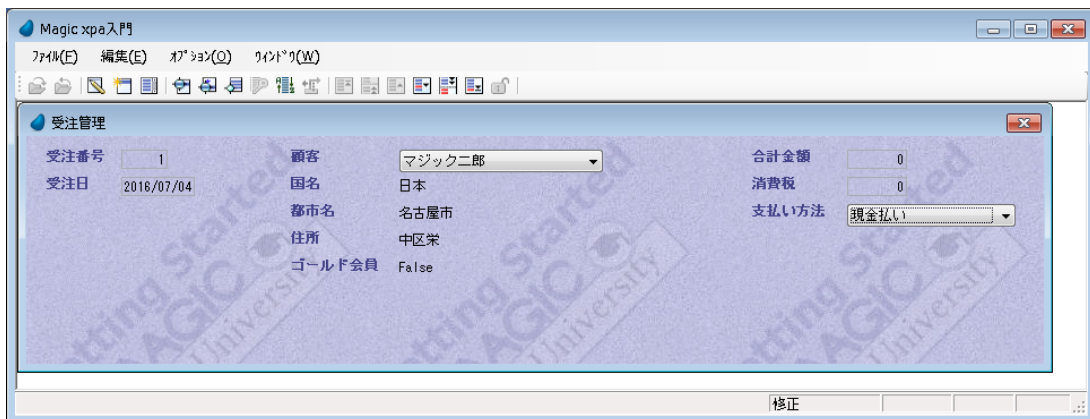 Magic xpa入門
ﾌｧｲﾙ(F) 編集(E) ｵﾌﾟｼｮﾝ(O) ｳｨﾝﾄﾞｳ(W)
受注管理
受注番号 1 顧客 マジック二郎 合計金額 0
受注日 2016/07/04 国名 日本 消費税 0
都市名 名古屋市 支払い方法 現金払い
住所 中区栄
ゴールド会員 False
Getting Started
MAGIC
University
修正